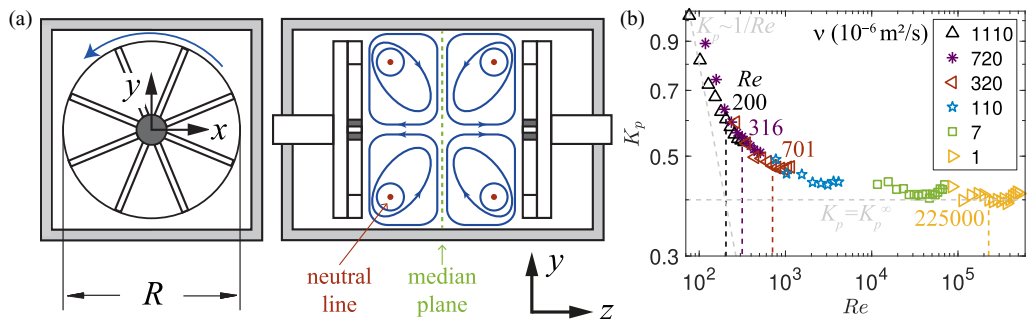 (a)
y
x
R
neutral
line
median
plane
y
z
(b)
K_p~1/Re
ν (10⁻⁶ m²/s)
1110
720
320
110
7
1
Re
200
316
701
225000
K_p=K_p^∞
0.9
0.7
0.5
0.3
K_p
10² 10³ 10⁴ 10⁵
Re